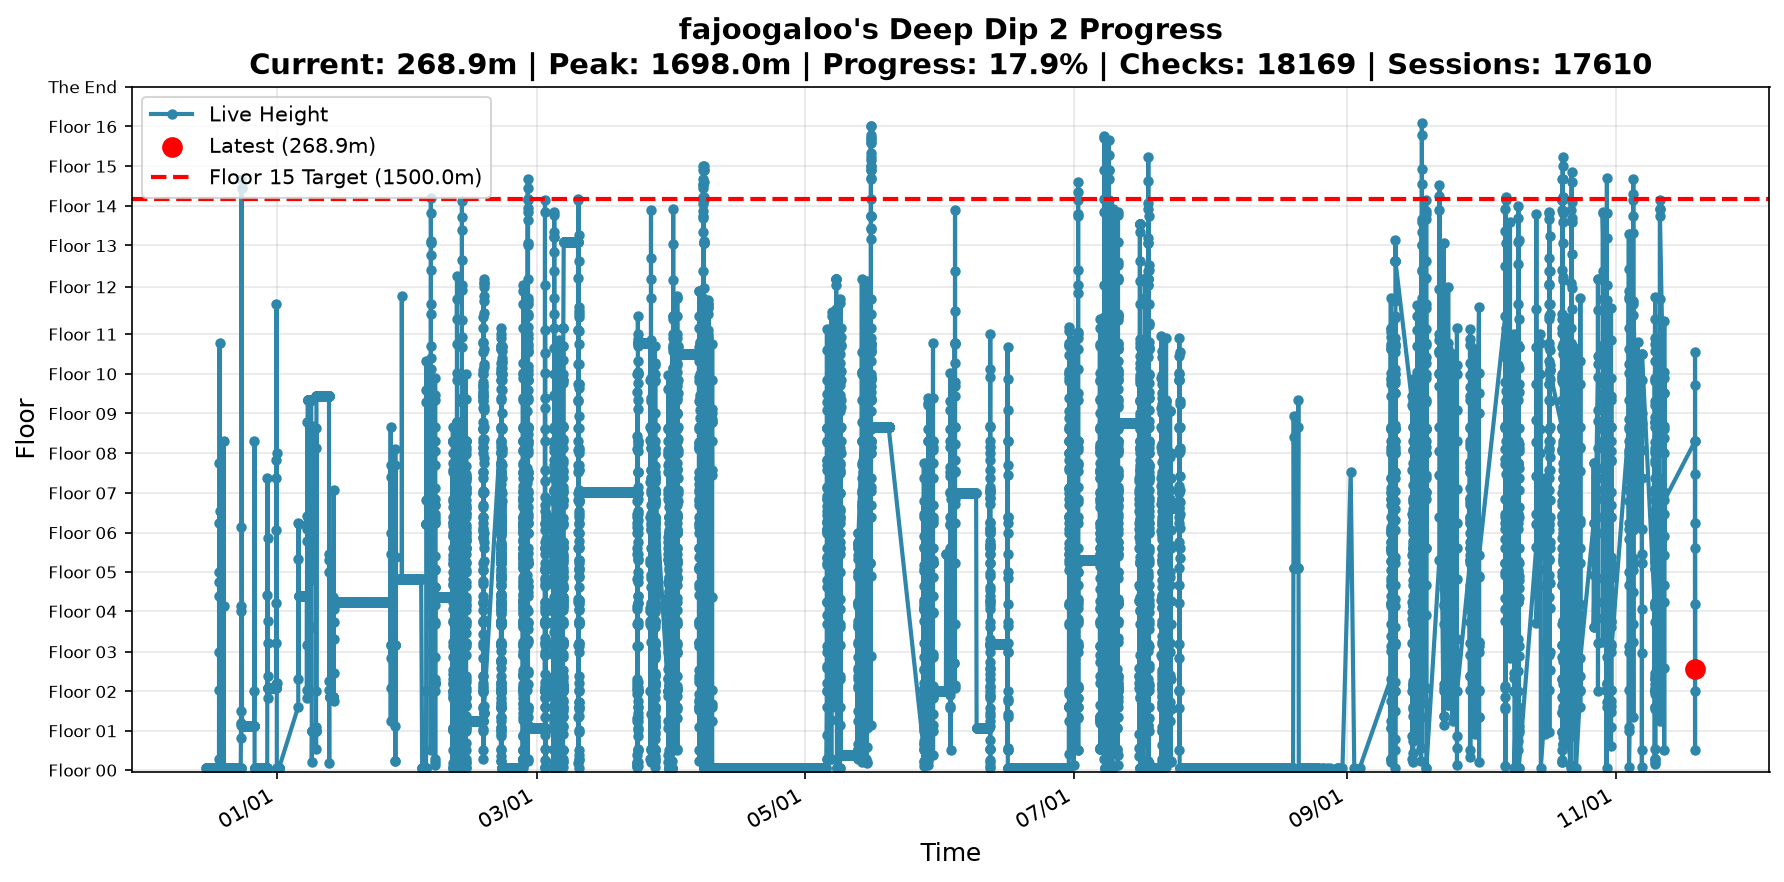 fajoogaloo's Deep Dip 2 Progress
Current: 268.9m | Peak: 1698.0m | Progress: 17.9% | Checks: 18169 | Sessions: 17610
The End
Floor 16
Floor 15
Floor 14
Floor 13
Floor 12
Floor 11
Floor 10
Floor 09
Floor 08
Floor 07
Floor 06
Floor 05
Floor 04
Floor 03
Floor 02
Floor 01
Floor 00
Floor
Live Height
Latest (268.9m)
Floor 15 Target (1500.0m)
01/01
03/01
05/01
07/01
09/01
11/01
Time